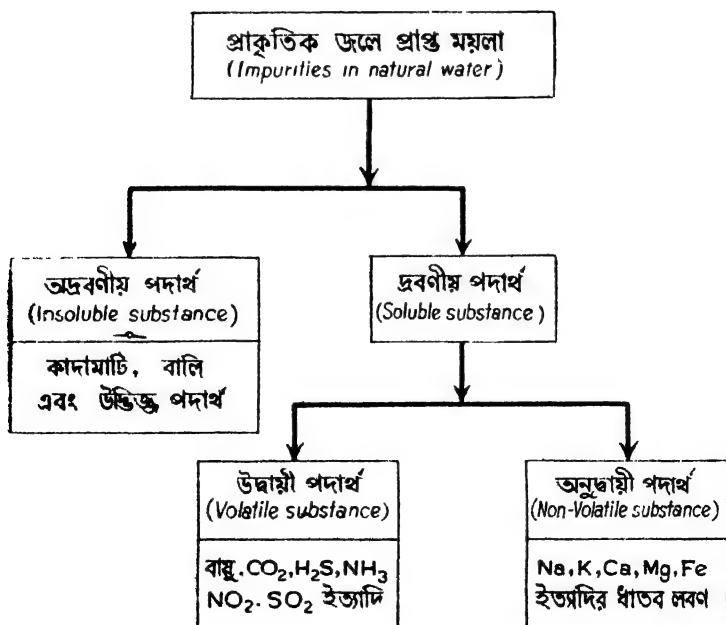 প্রাকৃতিক জলে প্রাপ্ত ময়লা
(Impurities in natural water)
অদ্রবণীয় পদার্থ
(Insoluble substance)
কাদামাটি, বালি
এবং উদ্ভিজ্জ পদার্থ
দ্রবণীয় পদার্থ
(Soluble substance)
উদ্বায়ী পদার্থ
(Volatile substance)
বায়ু.CO₂,H₂S,NH₃
NO₂. SO₂ ইত্যাদি
অনুদ্বায়ী পদার্থ
(Non-Volatile substance)
Na,K,Ca,Mg,Fe
ইত্যাদির ধাতব লবণ